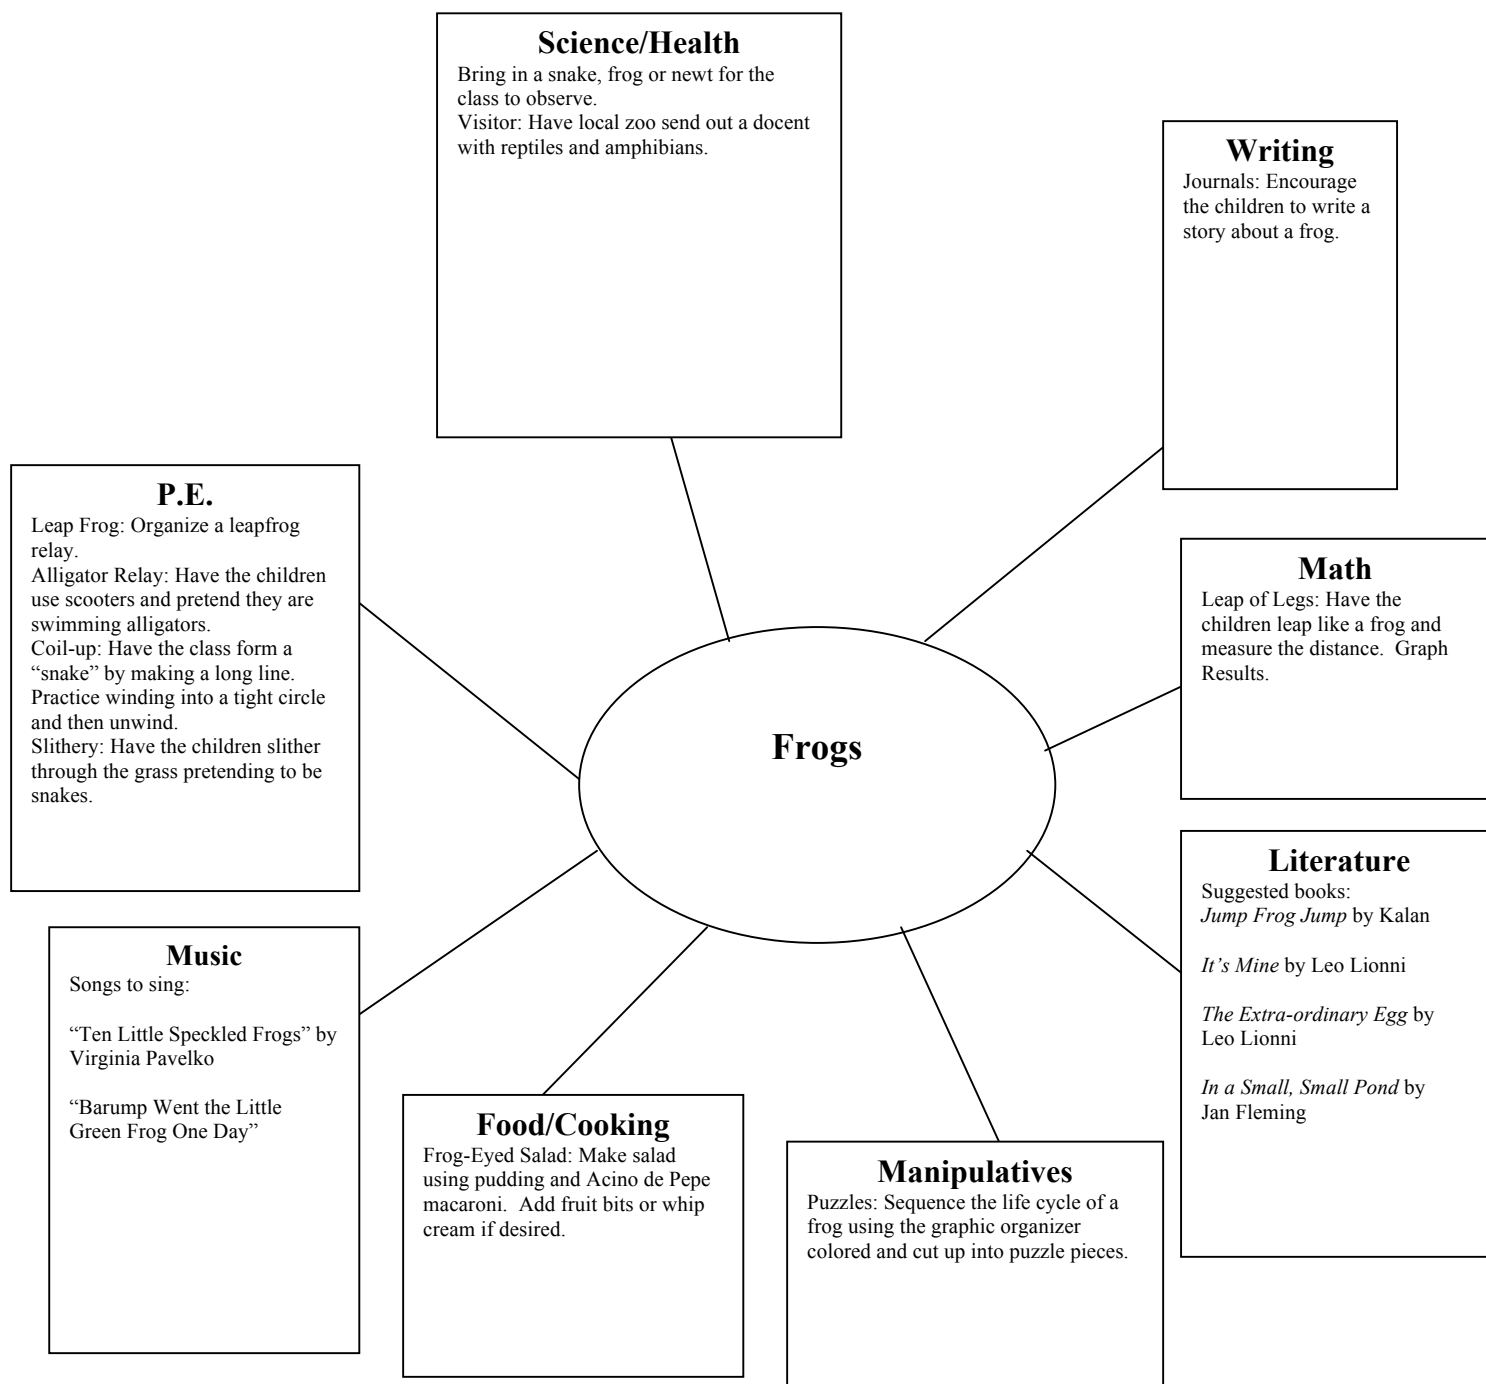 Science/Health
Bring in a snake, frog or newt for the
class to observe.
Visitor: Have local zoo send out a docent
with reptiles and amphibians.
Writing
Journals: Encourage
the children to write a
story about a frog.
P.E.
Leap Frog: Organize a leapfrog
relay.
Alligator Relay: Have the children
use scooters and pretend they are
swimming alligators.
Coil-up: Have the class form a
“snake” by making a long line.
Practice winding into a tight circle
and then unwind.
Slithery: Have the children slither
through the grass pretending to be
snakes.
Math
Leap of Legs: Have the
children leap like a frog and
measure the distance.  Graph
Results.
Frogs
Literature
Suggested books:
Jump Frog Jump by Kalan
It’s Mine by Leo Lionni
The Extra-ordinary Egg by
Leo Lionni
In a Small, Small Pond by
Jan Fleming
Music
Songs to sing:
“Ten Little Speckled Frogs” by
Virginia Pavelko
“Barump Went the Little
Green Frog One Day”
Food/Cooking
Frog-Eyed Salad: Make salad
using pudding and Acino de Pepe
macaroni.  Add fruit bits or whip
cream if desired.
Manipulatives
Puzzles: Sequence the life cycle of a
frog using the graphic organizer
colored and cut up into puzzle pieces.